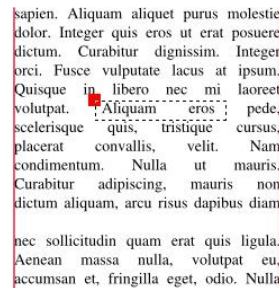 sapien. Aliquam aliquet purus molestie
dolor. Integer quis eros ut erat posuere
dictum. Curabitur dignissim. Integer
orci. Fusce vulputate lacus at ipsum.
Quisque in libero nec mi laoreet
volutpat. Aliquam eros pede,
scelerisque quis, tristique cursus,
placerat convallis, velit. Nam
condimentum. Nulla ut mauris.
Curabitur adipiscing, mauris non
dictum aliquam, arcu risus dapibus diam
nec sollicitudin quam erat quis ligula.
Aenean massa nulla, volutpat eu,
accumsan et, fringilla eget, odio. Nulla